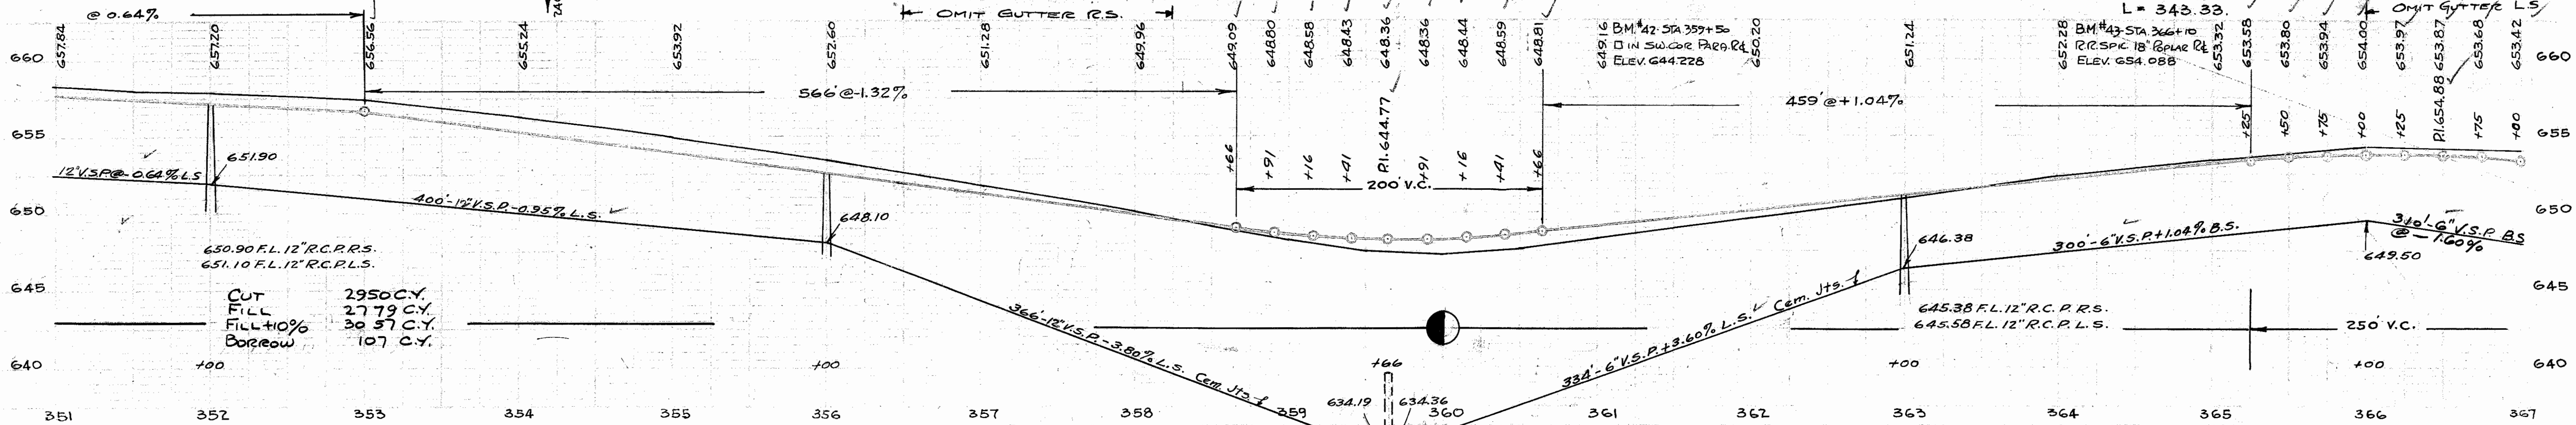 @ 0.64%
OMIT GUTTER R.S.
L = 343.33.
OMIT GUTTER L.S
657.84
657.20
656.56
655.24
653.92
652.60
651.28
649.96
649.09
648.80
648.58
648.43
648.36
648.36
648.44
648.59
648.81
649.16
B.M.#42-STA.359+50
□ IN SW.COR PARA.R⅊
ELEV. 644.228
650.20
651.24
652.28
B.M.#43-STA.366+10
R.R.SPIC 18" POPLAR R⅊
ELEV. 654.088
653.32
653.58
653.80
653.94
654.00
653.97
653.87
653.68
653.42
660
660
566' @ -1.32%
459' @ +1.04%
655
655
P.I. 644.77
P.I. 654.88
+66
+91
+16
+41
+91
+16
+41
+66
+25
+50
+75
+00
+25
+75
+00
200' V.C.
12"V.S.P.@-0.64% L.S
651.90
400'-12"V.S.P.-0.95% L.S.
648.10
650
650
650.90 F.L. 12" R.C.P. R.S.
651.10 F.L. 12" R.C.P. L.S.
646.38
300'-6"V.S.P.+1.04% B.S.
649.50
310'-6" V.S.P B.S
@ - 1.60%
645
645
CUT 2950 C.Y.
FILL 2779 C.Y.
FILL+10% 3057 C.Y.
BORROW 107 C.Y.
366'-12"V.S.P.-3.80% L.S. Cem. Jts.
334'-6"V.S.P.+3.60% L.S. Cem. Jts.
645.38 F.L. 12" R.C.P. R.S.
645.58 F.L. 12" R.C.P. L.S.
250' V.C.
640
+00
+00
+66
+00
+00
640
634.19
634.36
351
352
353
354
355
356
357
358
359
360
361
362
363
364
365
366
367